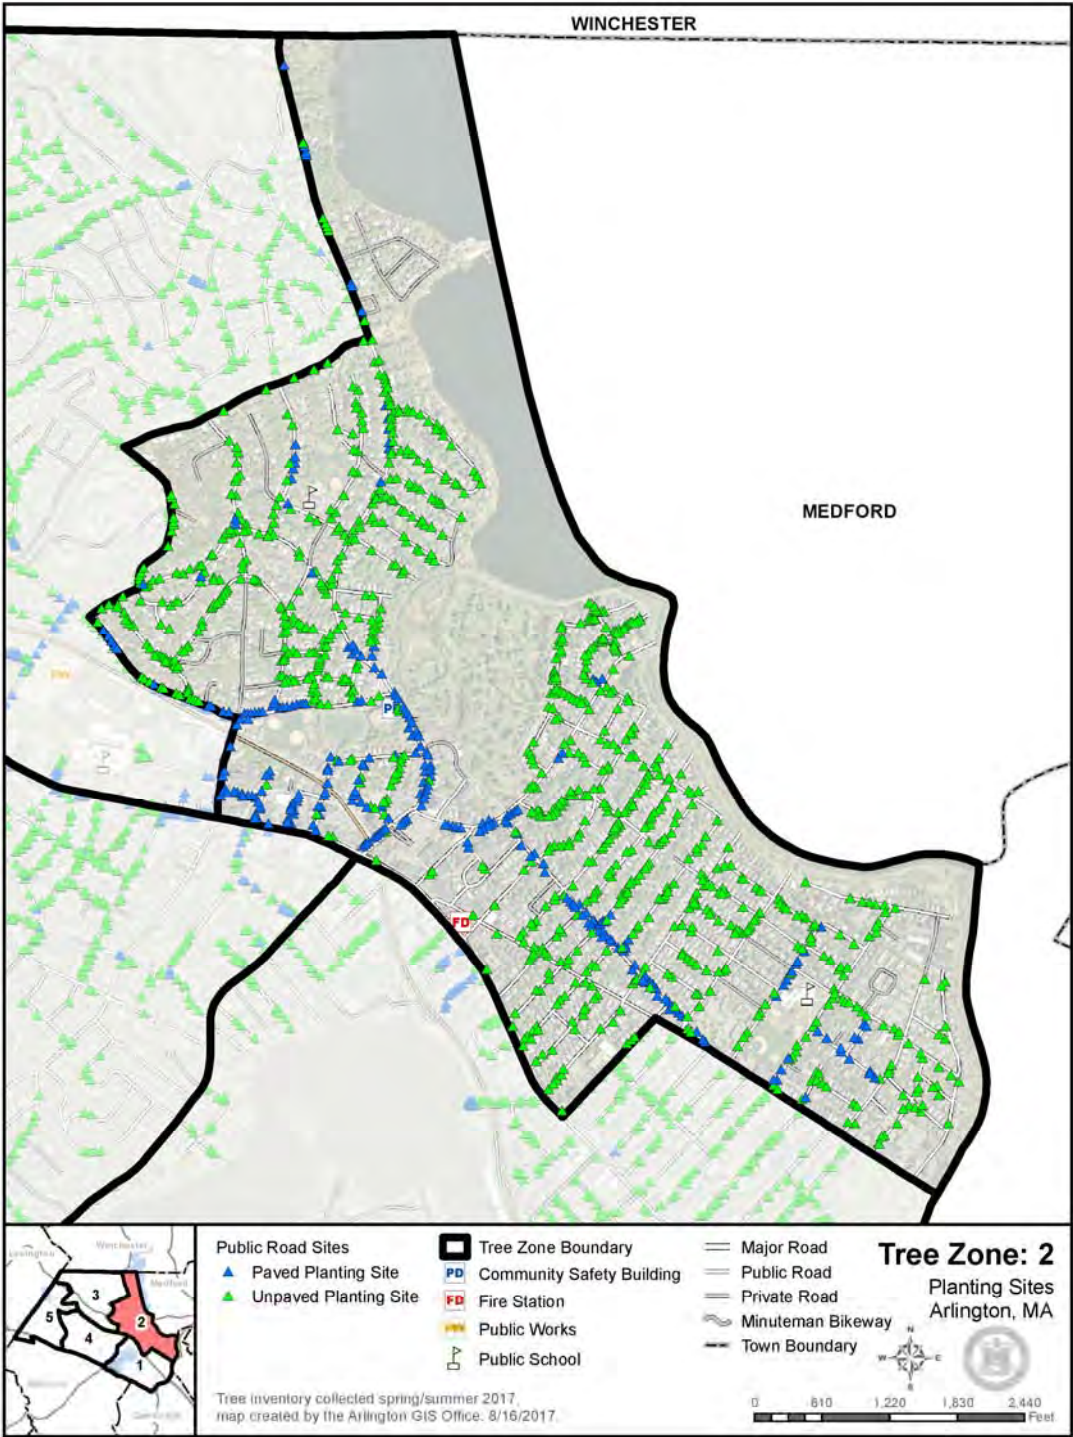 WINCHESTER
MEDFORD
PD
FD
Winchester
Medford
3
5
2
4
1
Public Road Sites
Paved Planting Site
Unpaved Planting Site
Tree Zone Boundary
PD Community Safety Building
FD Fire Station
Public Works
Public School
Major Road
Public Road
Private Road
Minuteman Bikeway
Town Boundary
Tree Zone: 2
Planting Sites
Arlington, MA
N
W E
S
0 610 1,220 1,830 2,440
Feet
Tree inventory collected spring/summer 2017,
map created by the Arlington GIS Office. 8/16/2017.